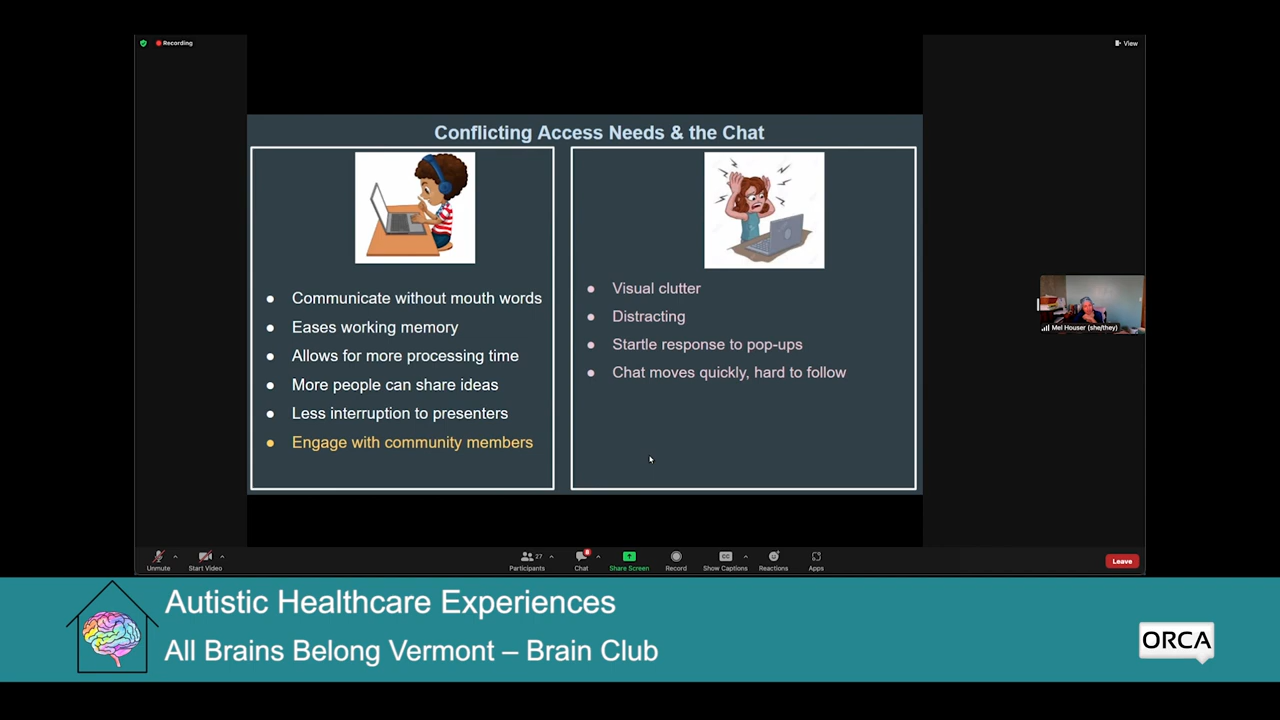 Recording
View
Conflicting Access Needs & the Chat
Communicate without mouth words
Eases working memory
Allows for more processing time
More people can share ideas
Less interruption to presenters
Engage with community members
Visual clutter
Distracting
Startle response to pop-ups
Chat moves quickly, hard to follow
Mel Houser (she/they)
27
8
CC
Unmute
Start Video
Participants
Chat
Share Screen
Record
Show Captions
Reactions
Apps
Leave
Autistic Healthcare Experiences
All Brains Belong Vermont – Brain Club
ORCA